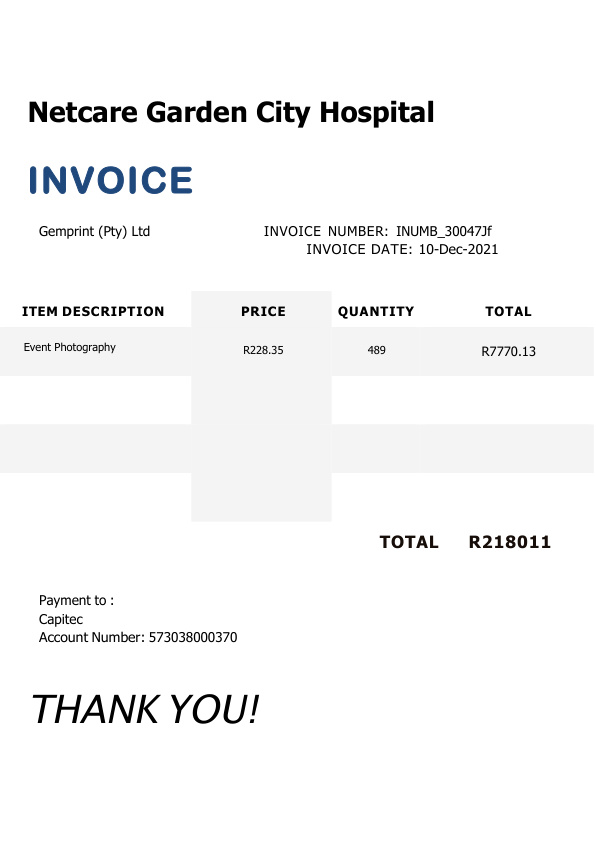 Netcare Garden City Hospital
INVOICE
Gemprint (Pty) Ltd INVOICE NUMBER: INUMB_30047Jf
INVOICE DATE: 10-Dec-2021
ITEM DESCRIPTION PRICE QUANTITY TOTAL
Event Photography R228.35 489 R7770.13
TOTAL R218011
Payment to :
Capitec
Account Number: 573038000370
THANK YOU!